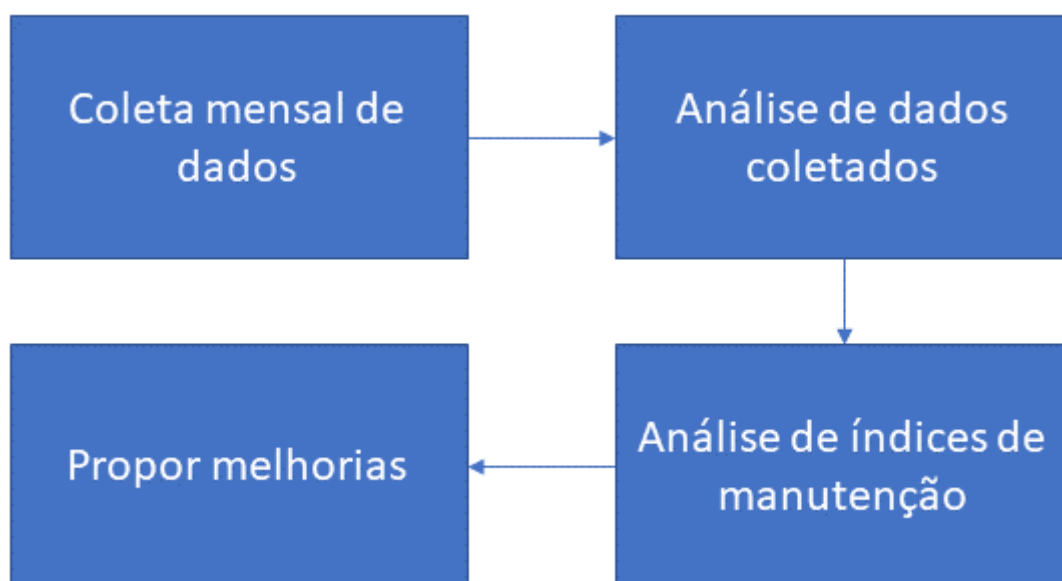 Coleta mensal de
dados
Análise de dados
coletados
Análise de índices de
manutenção
Propor melhorias